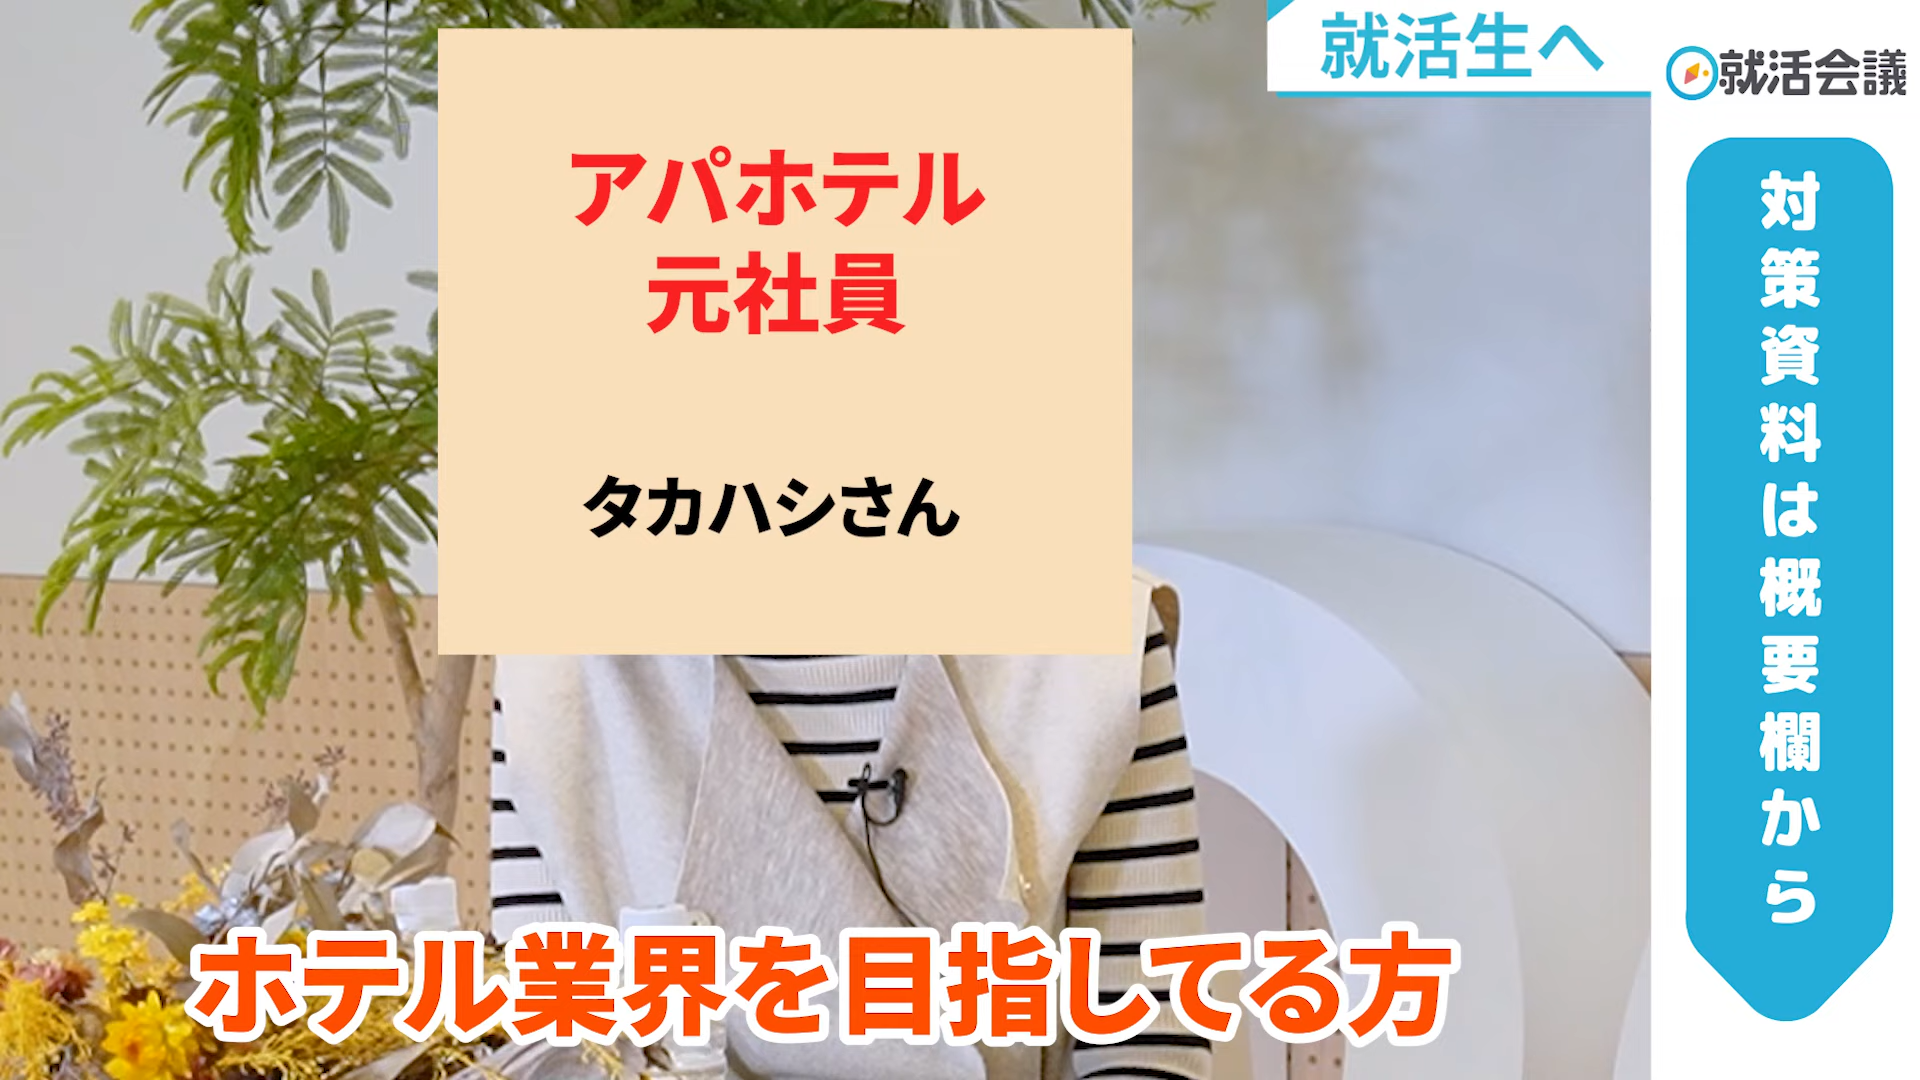 就活生へ
就活会議
アパホテル
元社員
タカハシさん
対策資料は概要欄から
ホテル業界を目指してる方